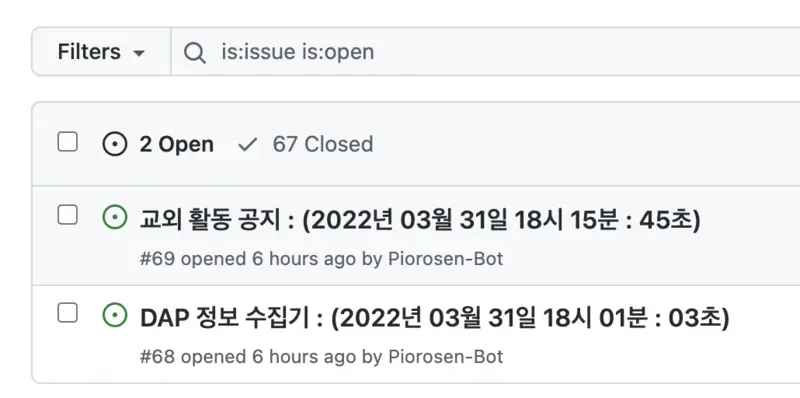 Filters
is:issue is:open
2 Open 67 Closed
교외 활동 공지 : (2022년 03월 31일 18시 15분 : 45초)
#69 opened 6 hours ago by Piorosen-Bot
DAP 정보 수집기 : (2022년 03월 31일 18시 01분 : 03초)
#68 opened 6 hours ago by Piorosen-Bot